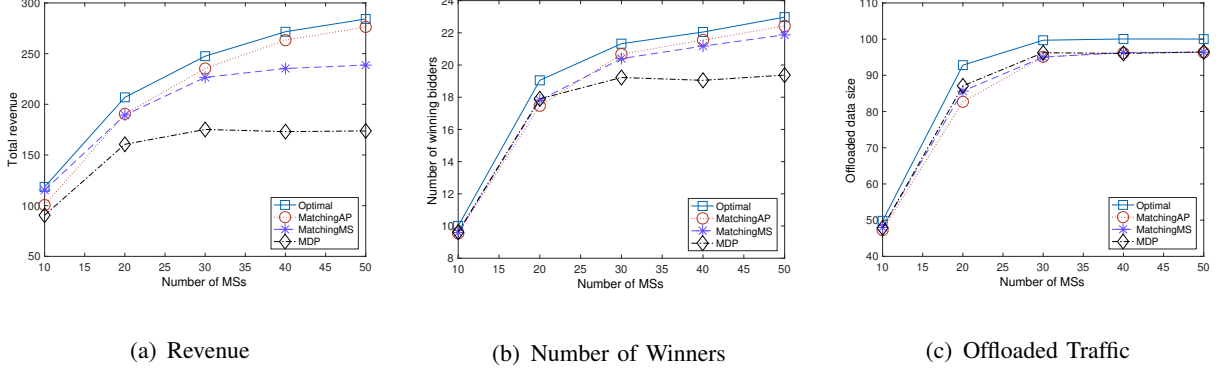 300
250
200
150
100
50
10 15 20 25 30 35 40 45 50
Total revenue
Number of MSs
Optimal
MatchingAP
MatchingMS
MDP
(a) Revenue
24
22
20
18
16
14
12
10
8
10 15 20 25 30 35 40 45 50
Number of winning bidders
Number of MSs
Optimal
MatchingAP
MatchingMS
MDP
(b) Number of Winners
110
100
90
80
70
60
50
40
10 15 20 25 30 35 40 45 50
Offloaded data size
Number of MSs
Optimal
MatchingAP
MatchingMS
MDP
(c) Offloaded Traffic